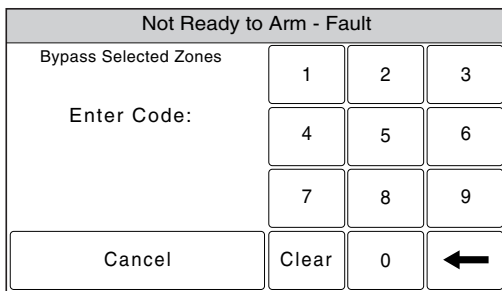 Not Ready to Arm - Fault
Bypass Selected Zones
Enter Code:
1 2 3
4 5 6
7 8 9
Cancel Clear 0